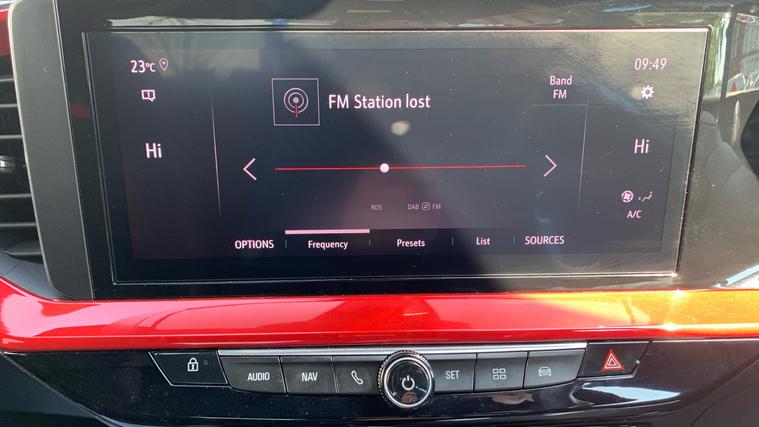 23°C
09:49
FM Station lost
Band
FM
Hi
Hi
RDS
DAB FM
A/C
OPTIONS
Frequency
Presets
List
SOURCES
AUDIO
NAV
SET